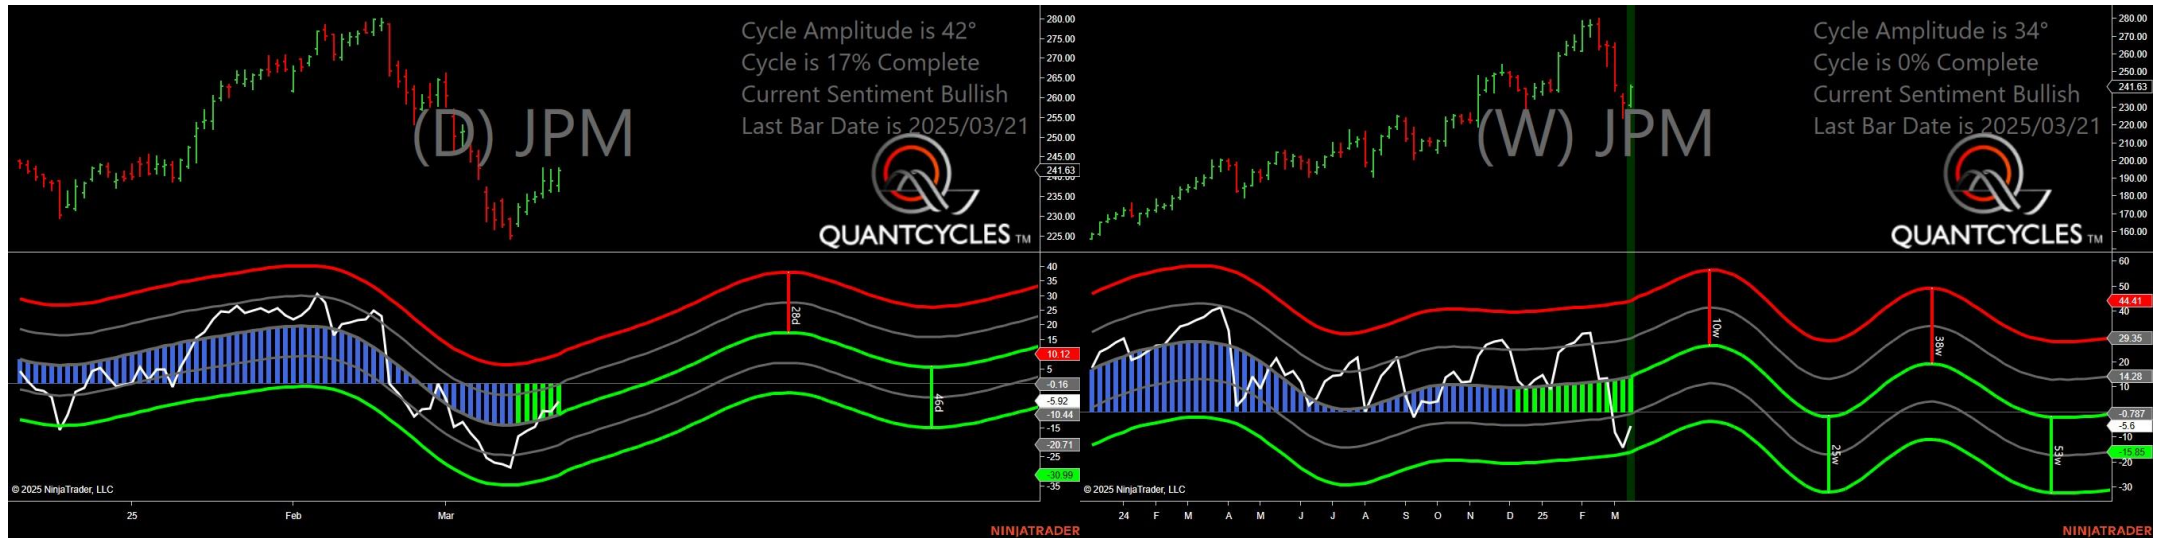 Cycle Amplitude is 42°
Cycle is 17% Complete
Current Sentiment Bullish
Last Bar Date is 2025/03/21
(D) JPM
QUANTCYCLES TM
280.00
275.00
270.00
265.00
260.00
255.00
250.00
245.00
241.63
240.00
235.00
230.00
225.00
40
35
30
25
20
15
10.12
5
-0.16
-5.92
-10.44
-15
-20.71
-25
-30.99
-35
28d
46d
© 2025 NinjaTrader, LLC
25
Feb
Mar
NINJATRADER
Cycle Amplitude is 34°
Cycle is 0% Complete
Current Sentiment Bullish
Last Bar Date is 2025/03/21
(W) JPM
QUANTCYCLES TM
280.00
270.00
260.00
250.00
241.63
230.00
220.00
210.00
200.00
190.00
180.00
170.00
160.00
60
50
44.41
40
29.35
20
14.28
10
-0.787
-5.6
-10
-15.85
-20
-30
10w
38w
25w
53w
© 2025 NinjaTrader, LLC
24 F M A M J J A S O N D 25 F M
NINJATRADER